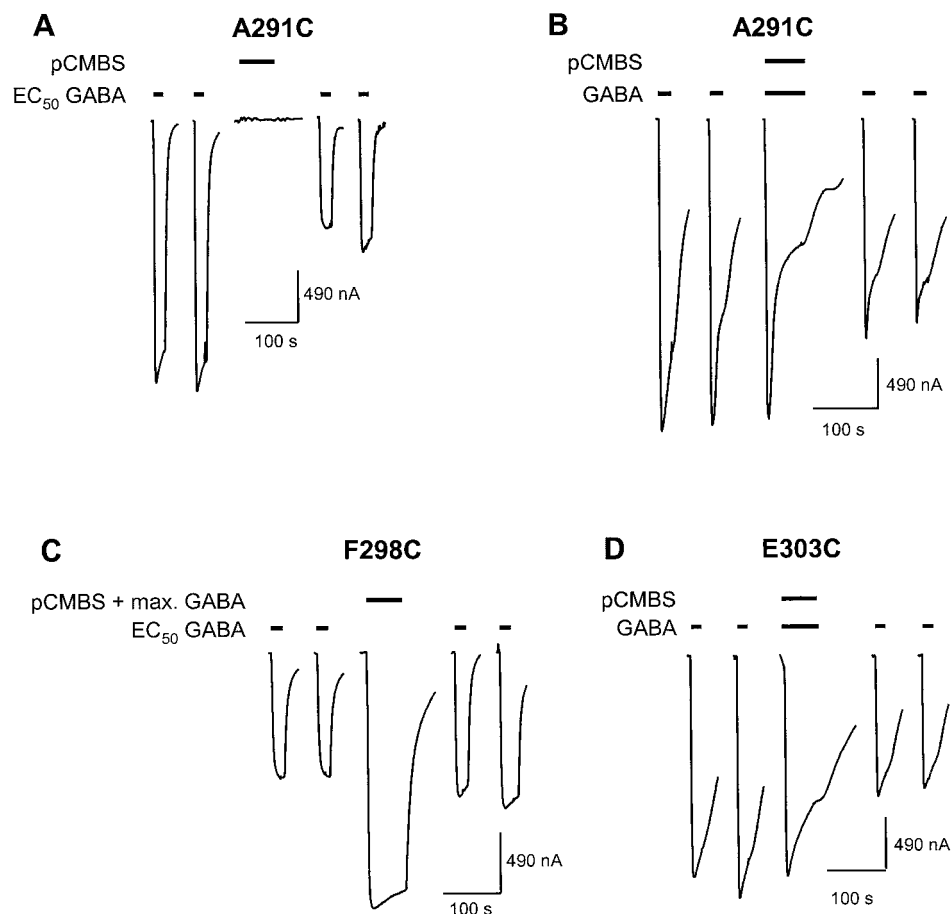 A
A291C
pCMBS
EC50 GABA
490 nA
100 s
B
A291C
pCMBS
GABA
490 nA
100 s
C
F298C
pCMBS + max. GABA
EC50 GABA
490 nA
100 s
D
E303C
pCMBS
GABA
490 nA
100 s